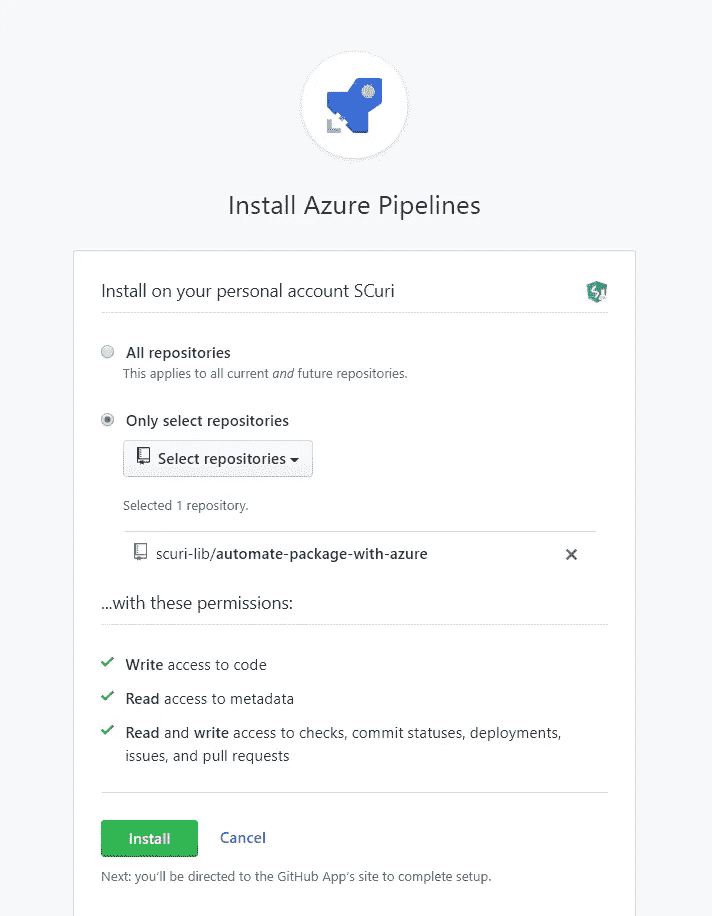 Install Azure Pipelines
Install on your personal account SCuri
All repositories
This applies to all current and future repositories.
Only select repositories
Select repositories
Selected 1 repository.
scuri-lib/automate-package-with-azure
...with these permissions:
Write access to code
Read access to metadata
Read and write access to checks, commit statuses, deployments,
issues, and pull requests
Install Cancel
Next: you'll be directed to the GitHub App's site to complete setup.